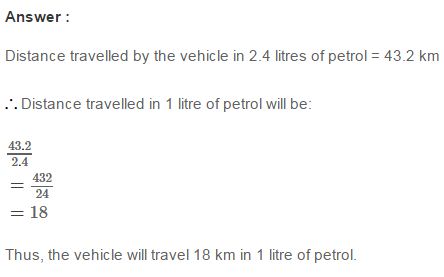 Answer :
Distance travelled by the vehicle in 2.4 litres of petrol = 43.2 km
∴ Distance travelled in 1 litre of petrol will be:
43.2/2.4
= 432/24
= 18
Thus, the vehicle will travel 18 km in 1 litre of petrol.